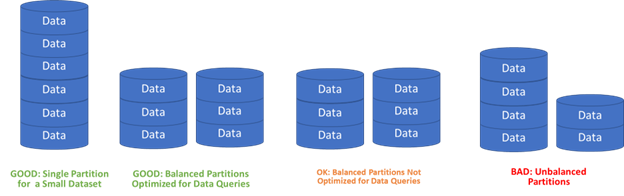 Data
Data
Data
Data
Data
Data
GOOD: Single Partition
for a Small Dataset
Data
Data
Data
Data
Data
Data
GOOD: Balanced Partitions
Optimized for Data Queries
Data
Data
Data
Data
Data
Data
OK: Balanced Partitions Not
Optimized for Data Queries
Data
Data
Data
Data
Data
Data
BAD: Unbalanced
Partitions